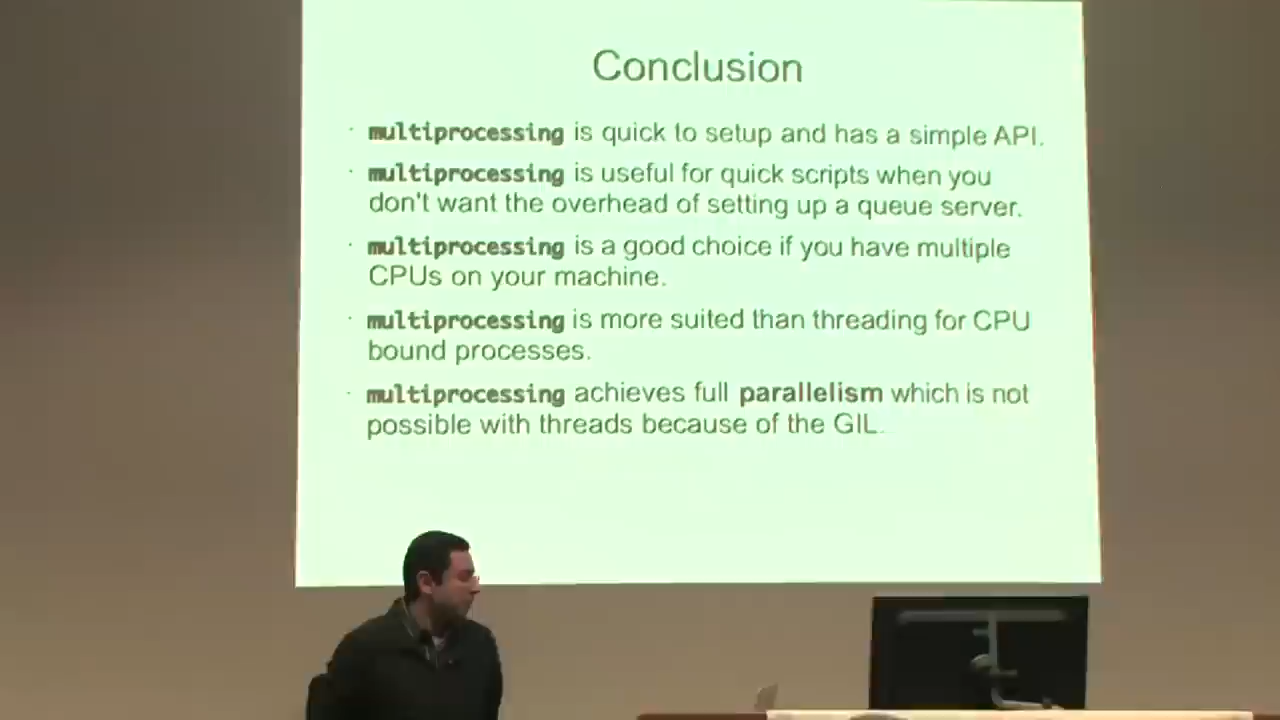 Conclusion
· multiprocessing is quick to setup and has a simple API.
· multiprocessing is useful for quick scripts when you
don't want the overhead of setting up a queue server.
· multiprocessing is a good choice if you have multiple
CPUs on your machine.
· multiprocessing is more suited than threading for CPU
bound processes.
· multiprocessing achieves full parallelism which is not
possible with threads because of the GIL.